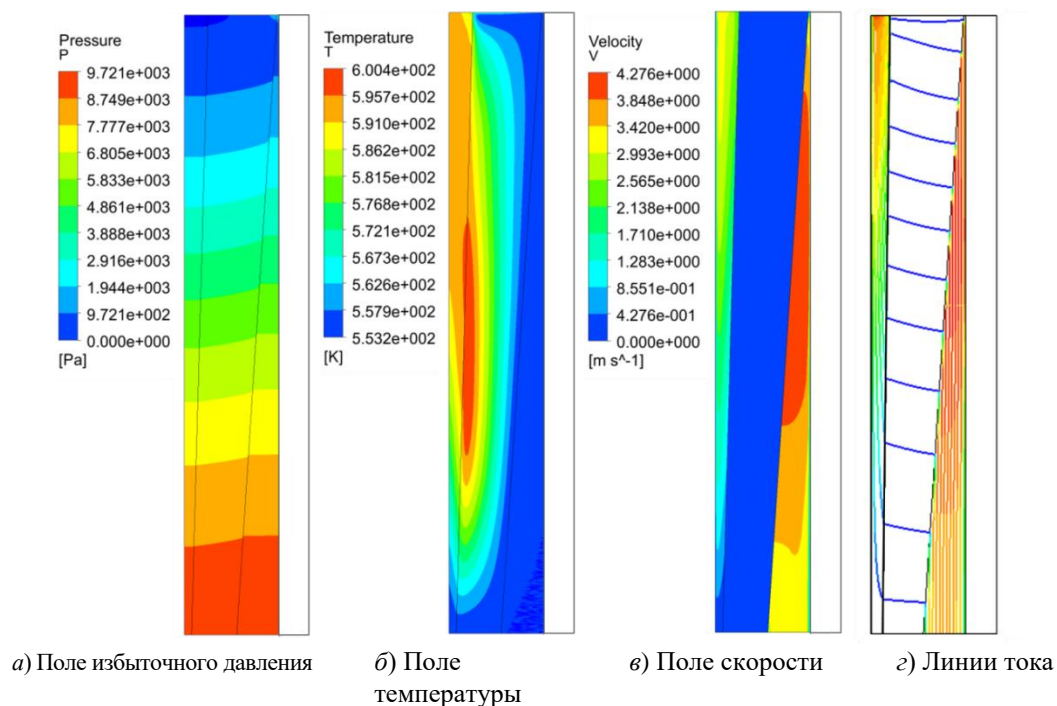 Pressure
P
9.721e+003
8.749e+003
7.777e+003
6.805e+003
5.833e+003
4.861e+003
3.888e+003
2.916e+003
1.944e+003
9.721e+002
0.000e+000
[Pa]
Temperature
T
6.004e+002
5.957e+002
5.910e+002
5.862e+002
5.815e+002
5.768e+002
5.721e+002
5.673e+002
5.626e+002
5.579e+002
5.532e+002
[K]
Velocity
V
4.276e+000
3.848e+000
3.420e+000
2.993e+000
2.565e+000
2.138e+000
1.710e+000
1.283e+000
8.551e-001
4.276e-001
0.000e+000
[m s^-1]
а) Поле избыточного давления
б) Поле
температуры
в) Поле скорости
г) Линии тока